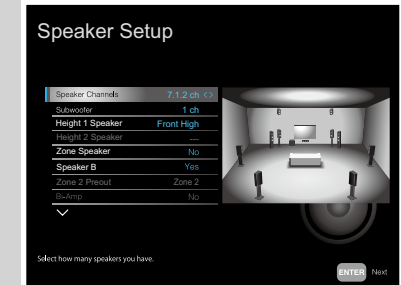 Speaker Setup
Speaker Channels 7.1.2 ch < >
Subwoofer 1 ch
Height 1 Speaker Front High
Height 2 Speaker ---
Zone Speaker No
Speaker B Yes
Zone 2 Preout Zone 2
Bi-Amp No
Select how many speakers you have.
ENTER Next